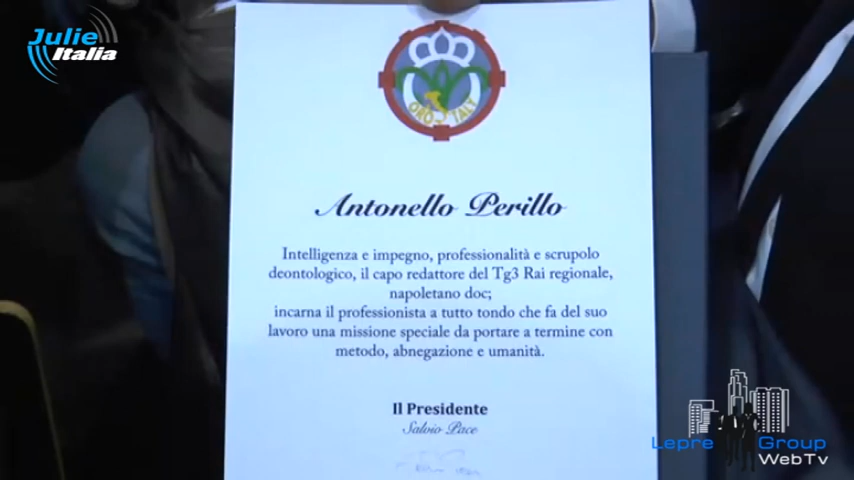 Julie
Italia
ORO ITALY
Antonello Perillo
Intelligenza e impegno, professionalità e scrupolo
deontologico, il capo redattore del Tg3 Rai regionale,
napoletano doc;
incarna il professionista a tutto tondo che fa del suo
lavoro una missione speciale da portare a termine con
metodo, abnegazione e umanità.
Il Presidente
Salvio Pace
Lepre Group
WebTv